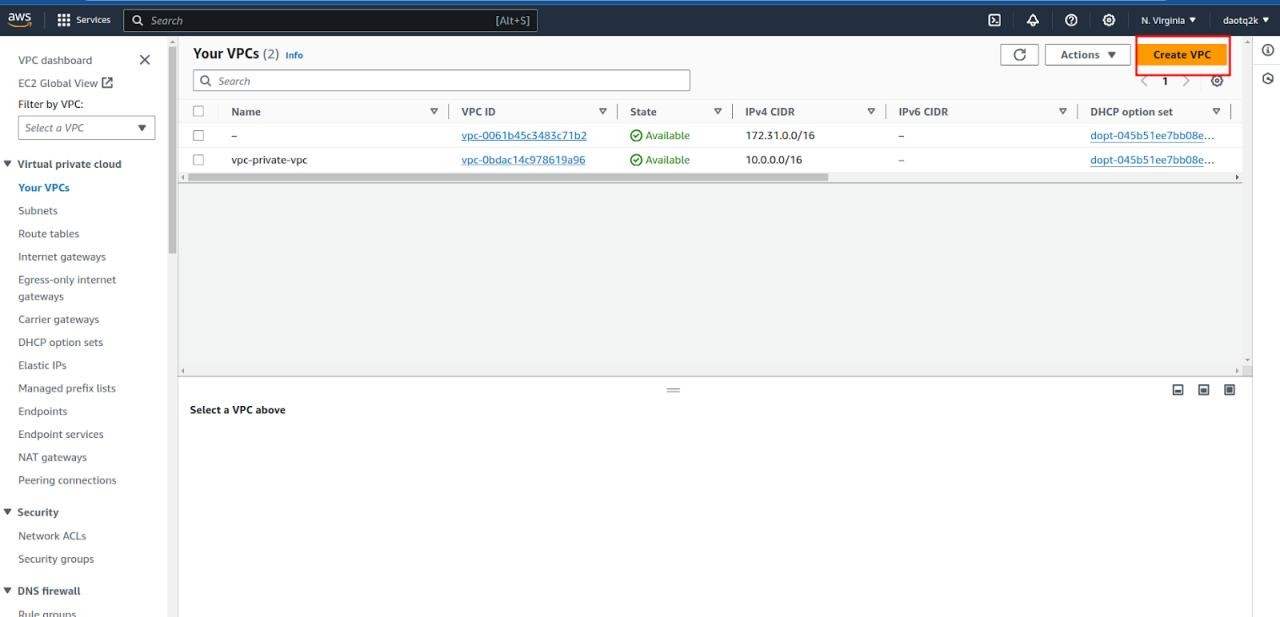 aws Services Search [Alt+S] N. Virginia daotq2k
VPC dashboard
EC2 Global View
Filter by VPC:
Select a VPC
Virtual private cloud
Your VPCs
Subnets
Route tables
Internet gateways
Egress-only internet
gateways
Carrier gateways
DHCP option sets
Elastic IPs
Managed prefix lists
Endpoints
Endpoint services
NAT gateways
Peering connections
Security
Network ACLs
Security groups
DNS firewall
Rule groups
Your VPCs (2) Info Actions Create VPC
Search 1
Name VPC ID State IPv4 CIDR IPv6 CIDR DHCP option set
– vpc-0061b45c3483c71b2 Available 172.31.0.0/16 – dopt-045b51ee7bb08e...
vpc-private-vpc vpc-0bdac14c978619a96 Available 10.0.0.0/16 – dopt-045b51ee7bb08e...
Select a VPC above